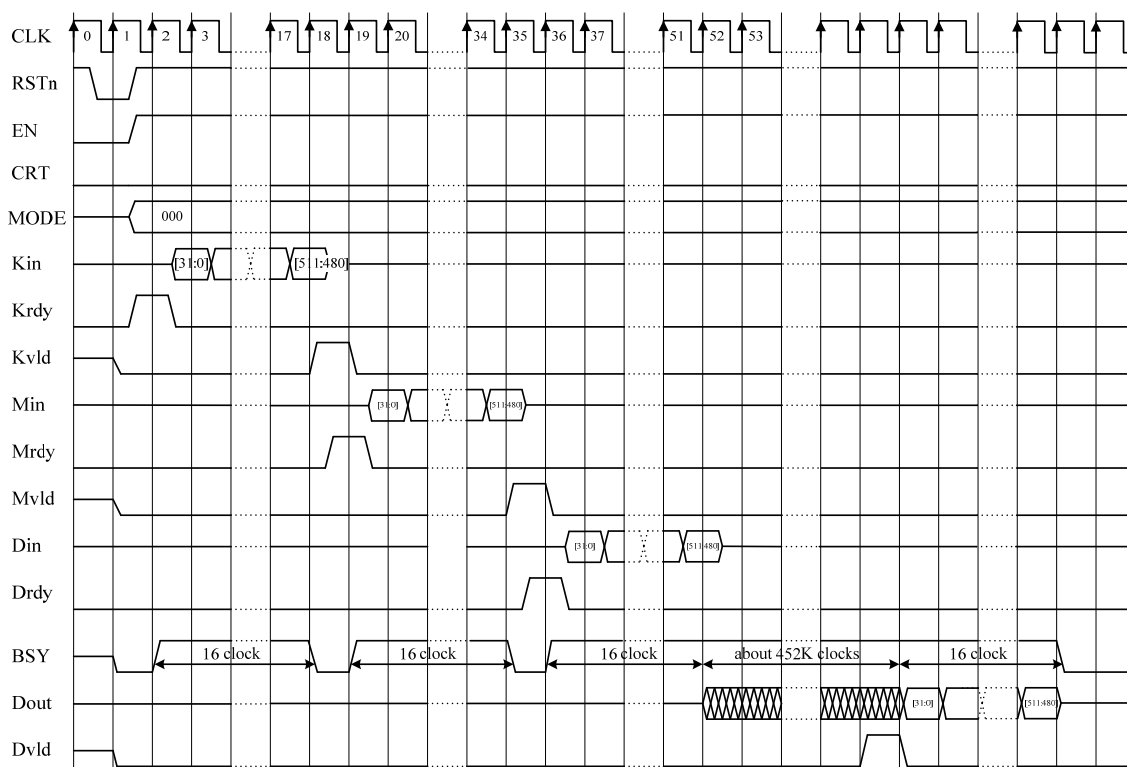 CLK 0 1 2 3 17 18 19 20 34 35 36 37 51 52 53
RSTn
EN
CRT
MODE 000
Kin [31:0] [511:480]
Krdy
Kvld
Min [31:0] [511:480]
Mrdy
Mvld
Din [31:0] [511:480]
Drdy
BSY 16 clock 16 clock 16 clock about 452K clocks 16 clock
Dout [31:0] [511:480]
Dvld